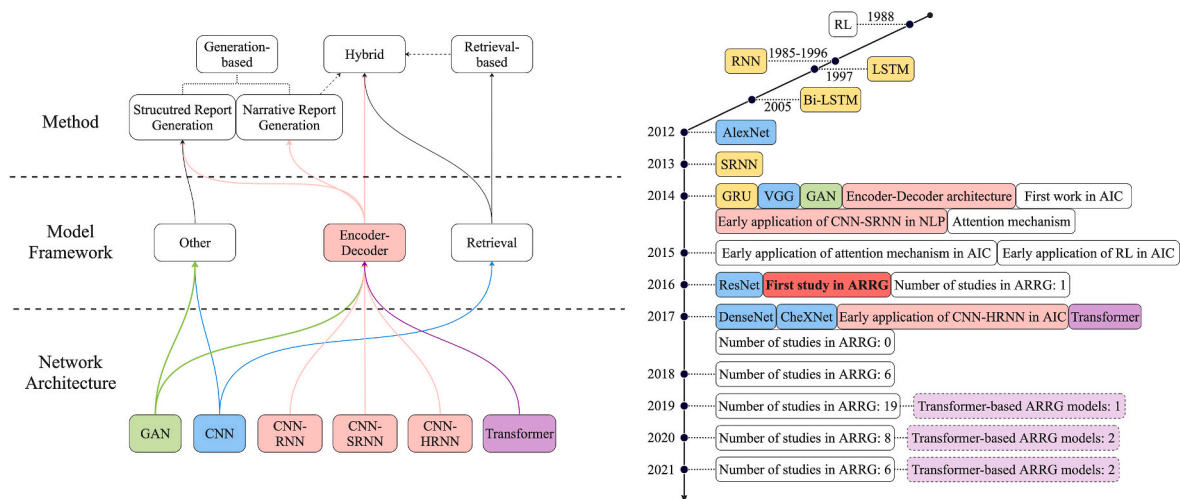 Generation-
based
Hybrid
Retrieval-
based
Method
Strucutred Report
Generation
Narrative Report
Generation
Model
Framework
Other
Encoder-
Decoder
Retrieval
Network
Architecture
GAN
CNN
CNN-
RNN
CNN-
SRNN
CNN-
HRNN
Transformer
RL
1988
RNN
1985-1996
LSTM
1997
Bi-LSTM
2005
2012
AlexNet
2013
SRNN
2014
GRU
VGG
GAN
Encoder-Decoder architecture
First work in AIC
Early application of CNN-SRNN in NLP
Attention mechanism
2015
Early application of attention mechanism in AIC
Early application of RL in AIC
2016
ResNet
First study in ARRG
Number of studies in ARRG: 1
2017
DenseNet
CheXNet
Early application of CNN-HRNN in AIC
Transformer
Number of studies in ARRG: 0
2018
Number of studies in ARRG: 6
2019
Number of studies in ARRG: 19
Transformer-based ARRG models: 1
2020
Number of studies in ARRG: 8
Transformer-based ARRG models: 2
2021
Number of studies in ARRG: 6
Transformer-based ARRG models: 2